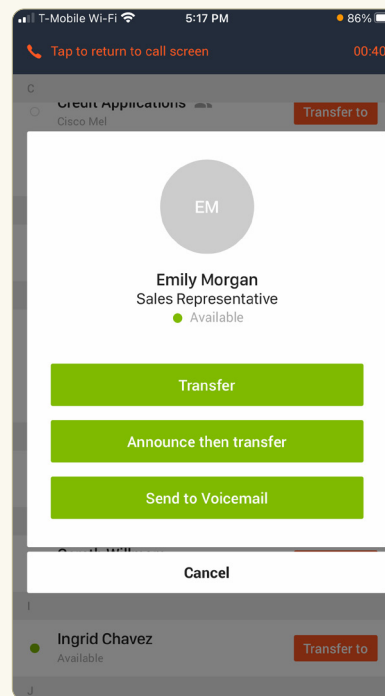 T-Mobile Wi-Fi 5:17 PM 86%
Tap to return to call screen 00:40
C
Credit Applications
Cisco Mel
Transfer to
EM
Emily Morgan
Sales Representative
Available
Transfer
Announce then transfer
Send to Voicemail
Cancel
I
Ingrid Chavez
Available
Transfer to
J